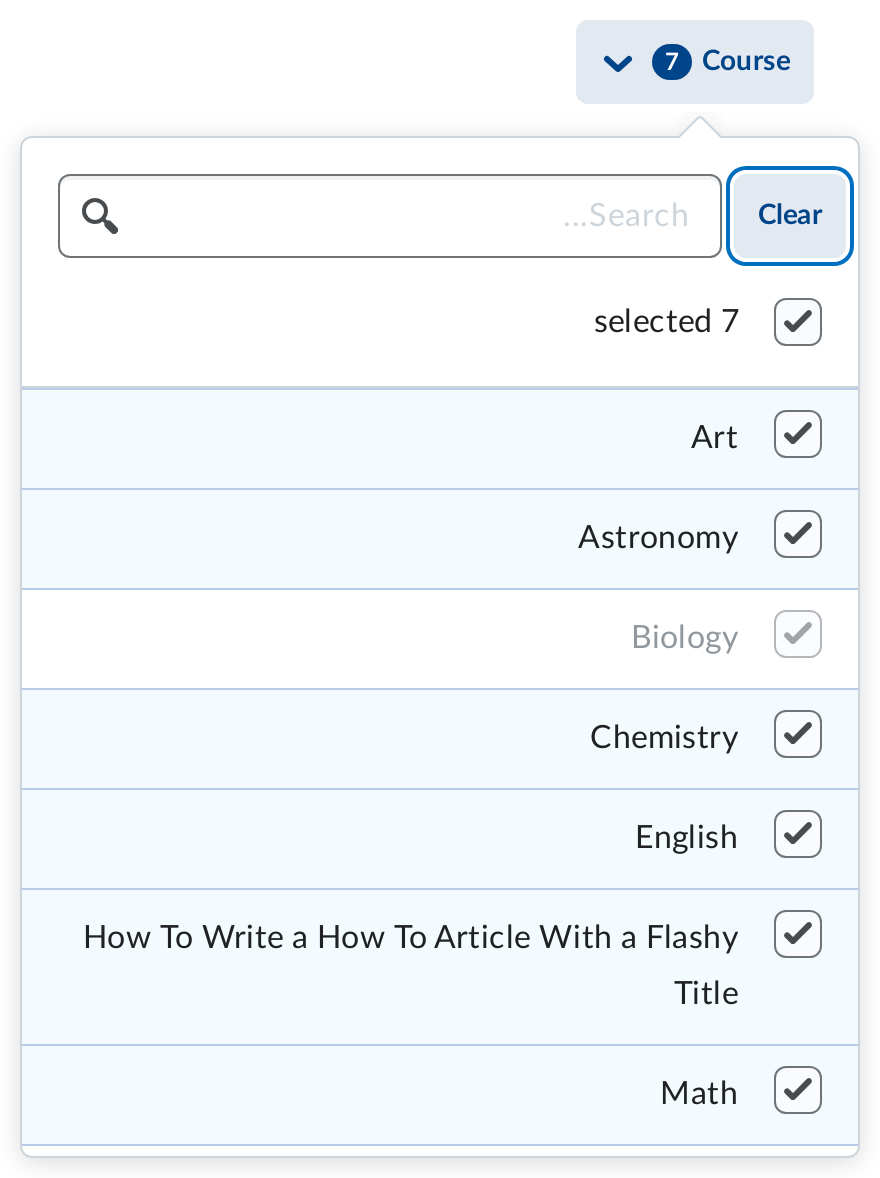 7 Course
...Search
Clear
selected 7
Art
Astronomy
Biology
Chemistry
English
How To Write a How To Article With a Flashy
Title
Math